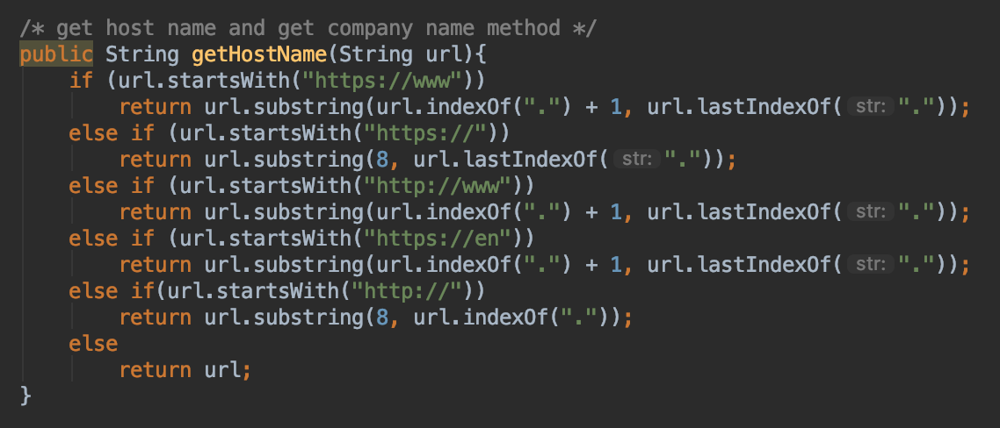 /* get host name and get company name method */
public String getHostName(String url){
if (url.startsWith("https://www"))
return url.substring(url.indexOf(".") + 1, url.lastIndexOf( str: "."));
else if (url.startsWith("https://"))
return url.substring(8, url.lastIndexOf( str: "."));
else if (url.startsWith("http://www"))
return url.substring(url.indexOf(".") + 1, url.lastIndexOf( str: "."));
else if (url.startsWith("https://en"))
return url.substring(url.indexOf(".") + 1, url.lastIndexOf( str: "."));
else if(url.startsWith("http://"))
return url.substring(8, url.indexOf("."));
else
return url;
}